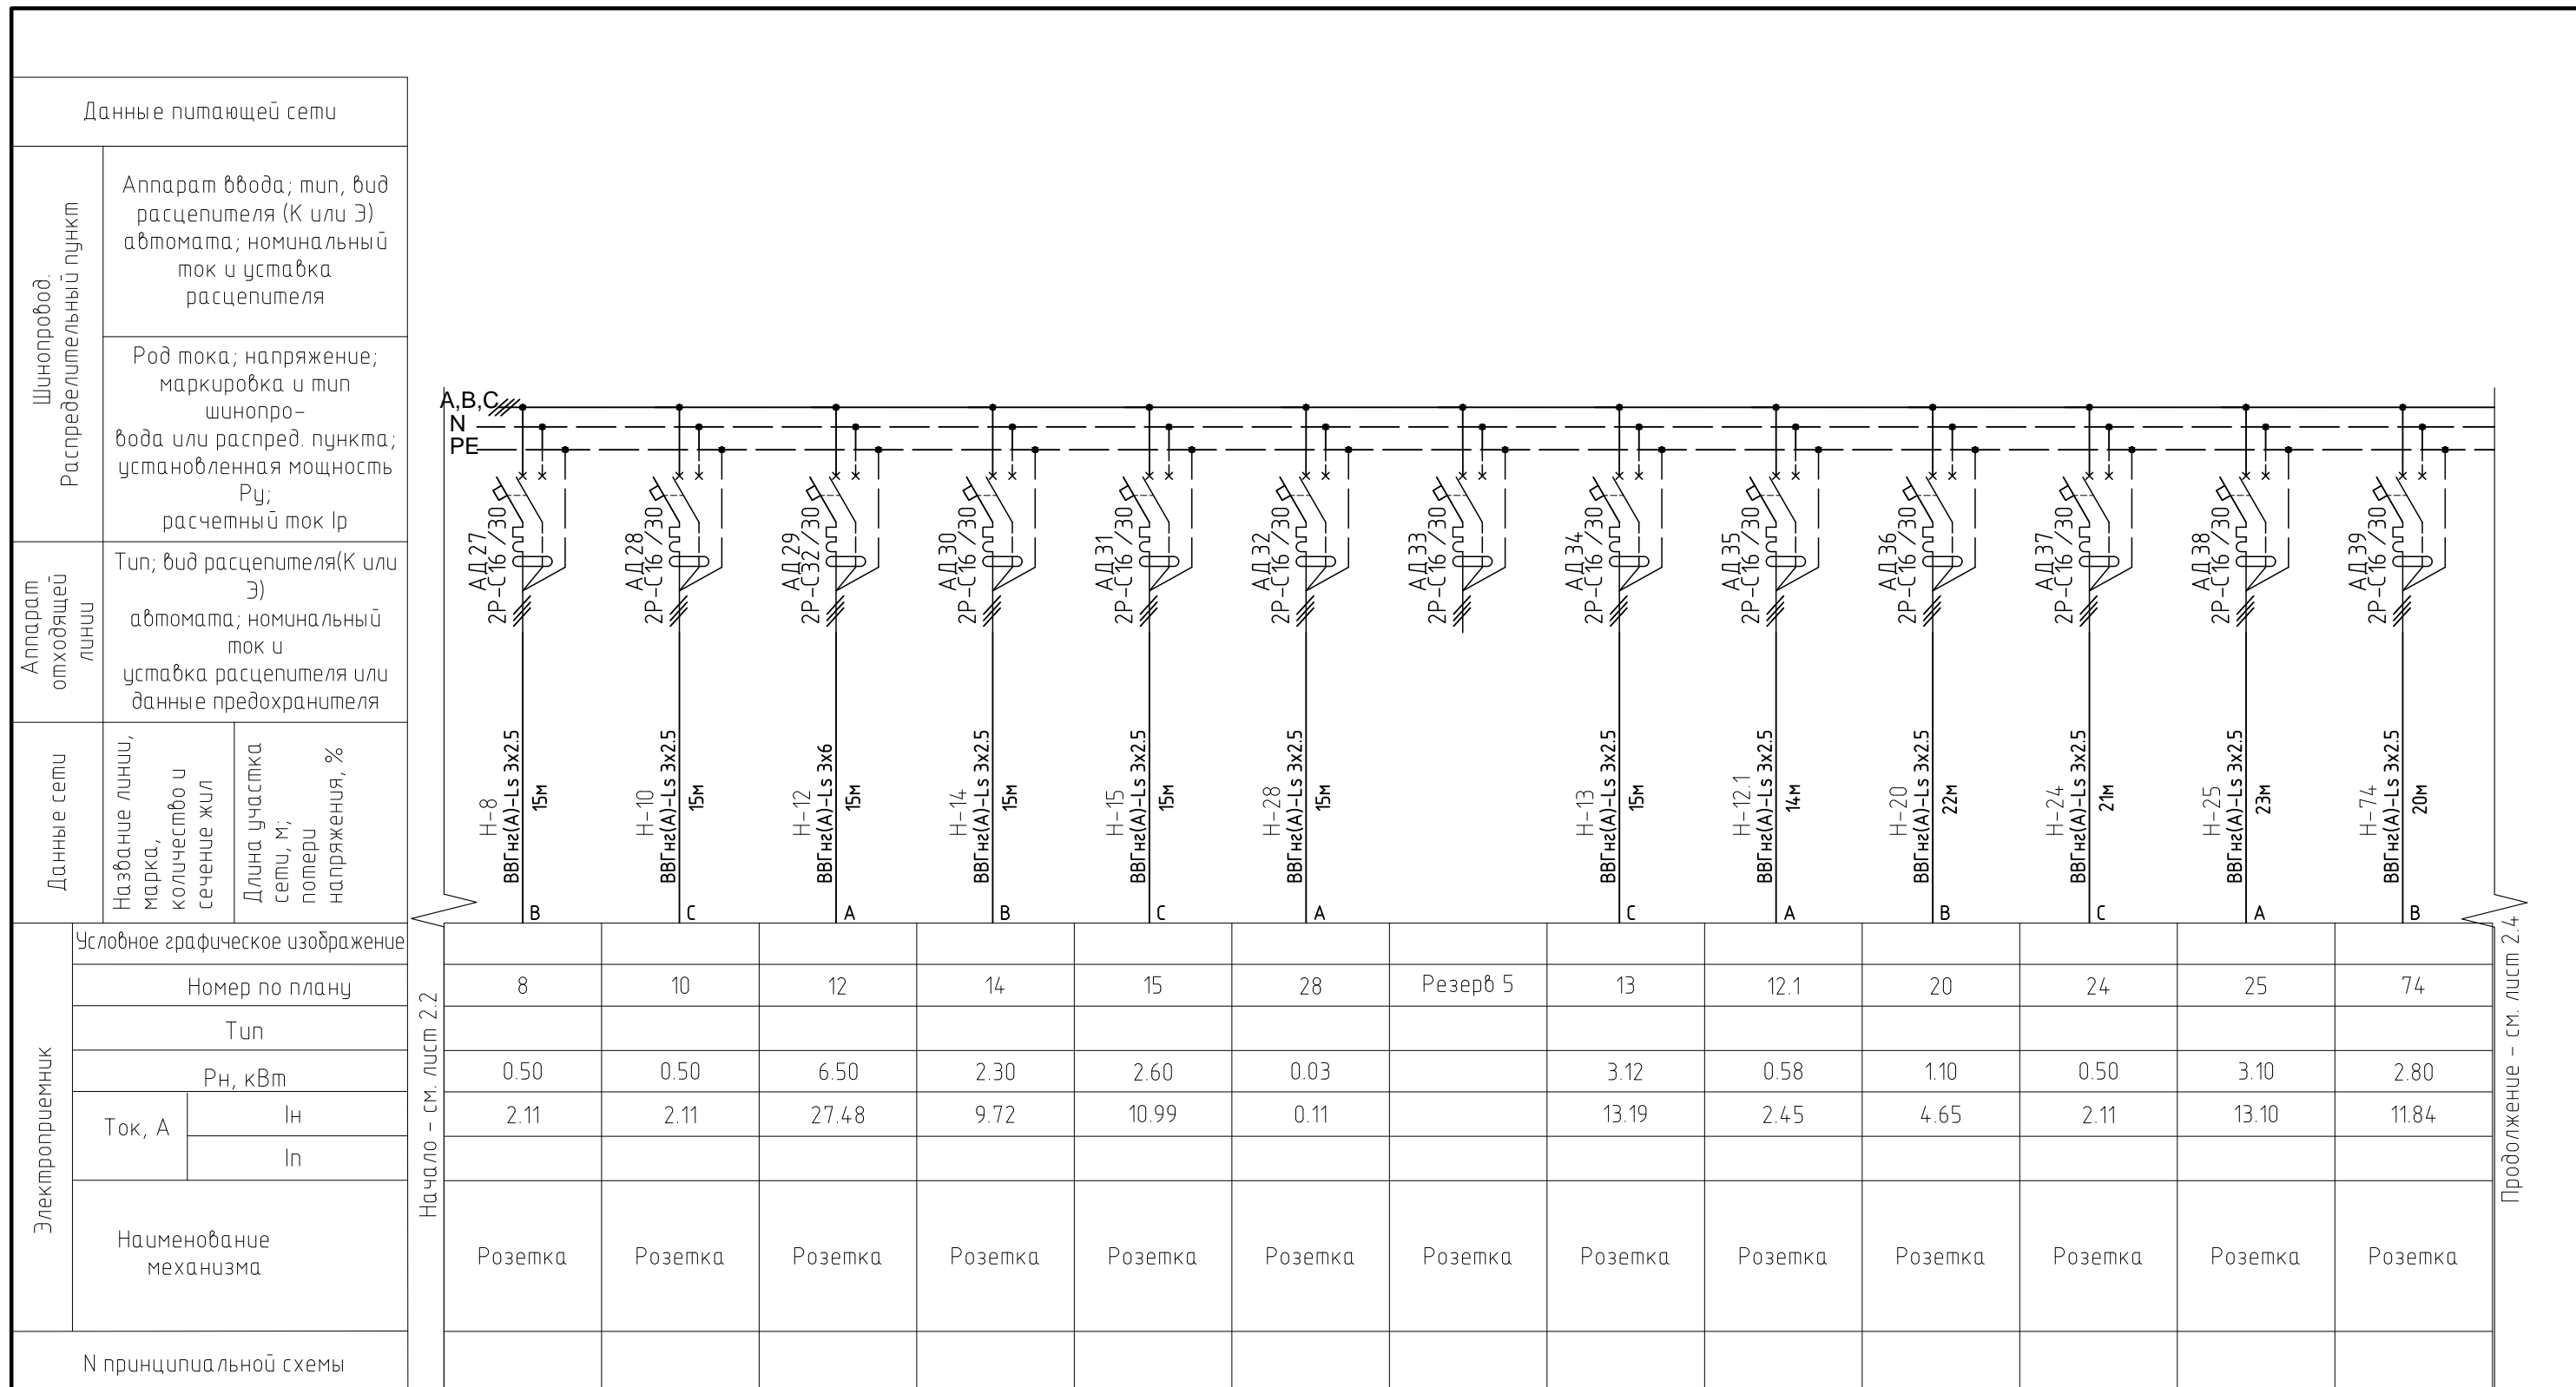 Данные питающей сети
Шинопровод.
Распределительный пункт
Аппарат ввода; тип, вид
расцепителя (К или Э)
автомата; номинальный
ток и уставка
расцепителя
Род тока; напряжение;
маркировка и тип
шинопро-
вода или распред. пункта;
установленная мощность
Ру;
расчетный ток Iр
Аппарат
отходящей
линии
Тип; вид расцепителя(К или
Э)
автомата; номинальный
ток и
уставка расцепителя или
данные предохранителя
Данные сети
Название линии,
марка,
количество и
сечение жил
Длина участка
сети, м;
потери
напряжения, %
A,B,C
N
PE
АД 27
2P-C16 /30
АД 28
2P-C16 /30
АД 29
2P-C32 /30
АД 30
2P-C16 /30
АД 31
2P-C16 /30
АД 32
2P-C16 /30
АД 33
2P-C16 /30
АД 34
2P-C16 /30
АД 35
2P-C16 /30
АД 36
2P-C16 /30
АД 37
2P-C16 /30
АД 38
2P-C16 /30
АД 39
2P-C16 /30
Н-8
ВВГнг(А)-Ls 3x2.5
15м
Н-10
ВВГнг(А)-Ls 3x2.5
15м
Н-12
ВВГнг(А)-Ls 3x6
15м
Н-14
ВВГнг(А)-Ls 3x2.5
15м
Н-15
ВВГнг(А)-Ls 3x2.5
15м
Н-28
ВВГнг(А)-Ls 3x2.5
15м
Н-13
ВВГнг(А)-Ls 3x2.5
15м
Н-12.1
ВВГнг(А)-Ls 3x2.5
14м
Н-20
ВВГнг(А)-Ls 3x2.5
22м
Н-24
ВВГнг(А)-Ls 3x2.5
21м
Н-25
ВВГнг(А)-Ls 3x2.5
23м
Н-74
ВВГнг(А)-Ls 3x2.5
20м
B C A B C A C A B C A B
Начало - см. лист 2.2
Продолжение - см. лист 2.4
Электроприемник
Условное графическое изображение
Номер по плану 8 10 12 14 15 28 Резерв 5 13 12.1 20 24 25 74
Тип
Рн, кВт 0.50 0.50 6.50 2.30 2.60 0.03 3.12 0.58 1.10 0.50 3.10 2.80
Ток, А
Iн 2.11 2.11 27.48 9.72 10.99 0.11 13.19 2.45 4.65 2.11 13.10 11.84
Iп
Наименование
механизма
Розетка Розетка Розетка Розетка Розетка Розетка Розетка Розетка Розетка Розетка Розетка Розетка Розетка
N принципиальной схемы